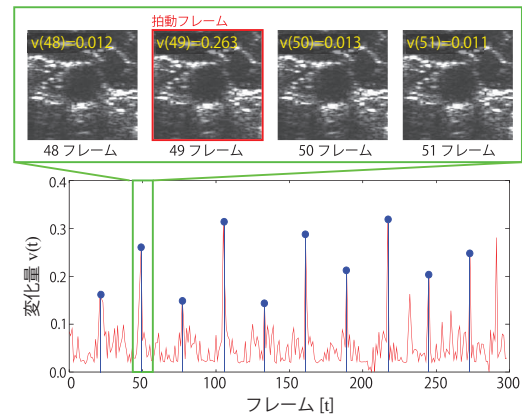 拍動フレーム
v(48)=0.012
v(49)=0.263
v(50)=0.013
v(51)=0.011
48 フレーム
49 フレーム
50 フレーム
51 フレーム
変化量 v(t)
0.4
0.3
0.2
0.1
0.0
0
50
100
150
200
250
300
フレーム [t]